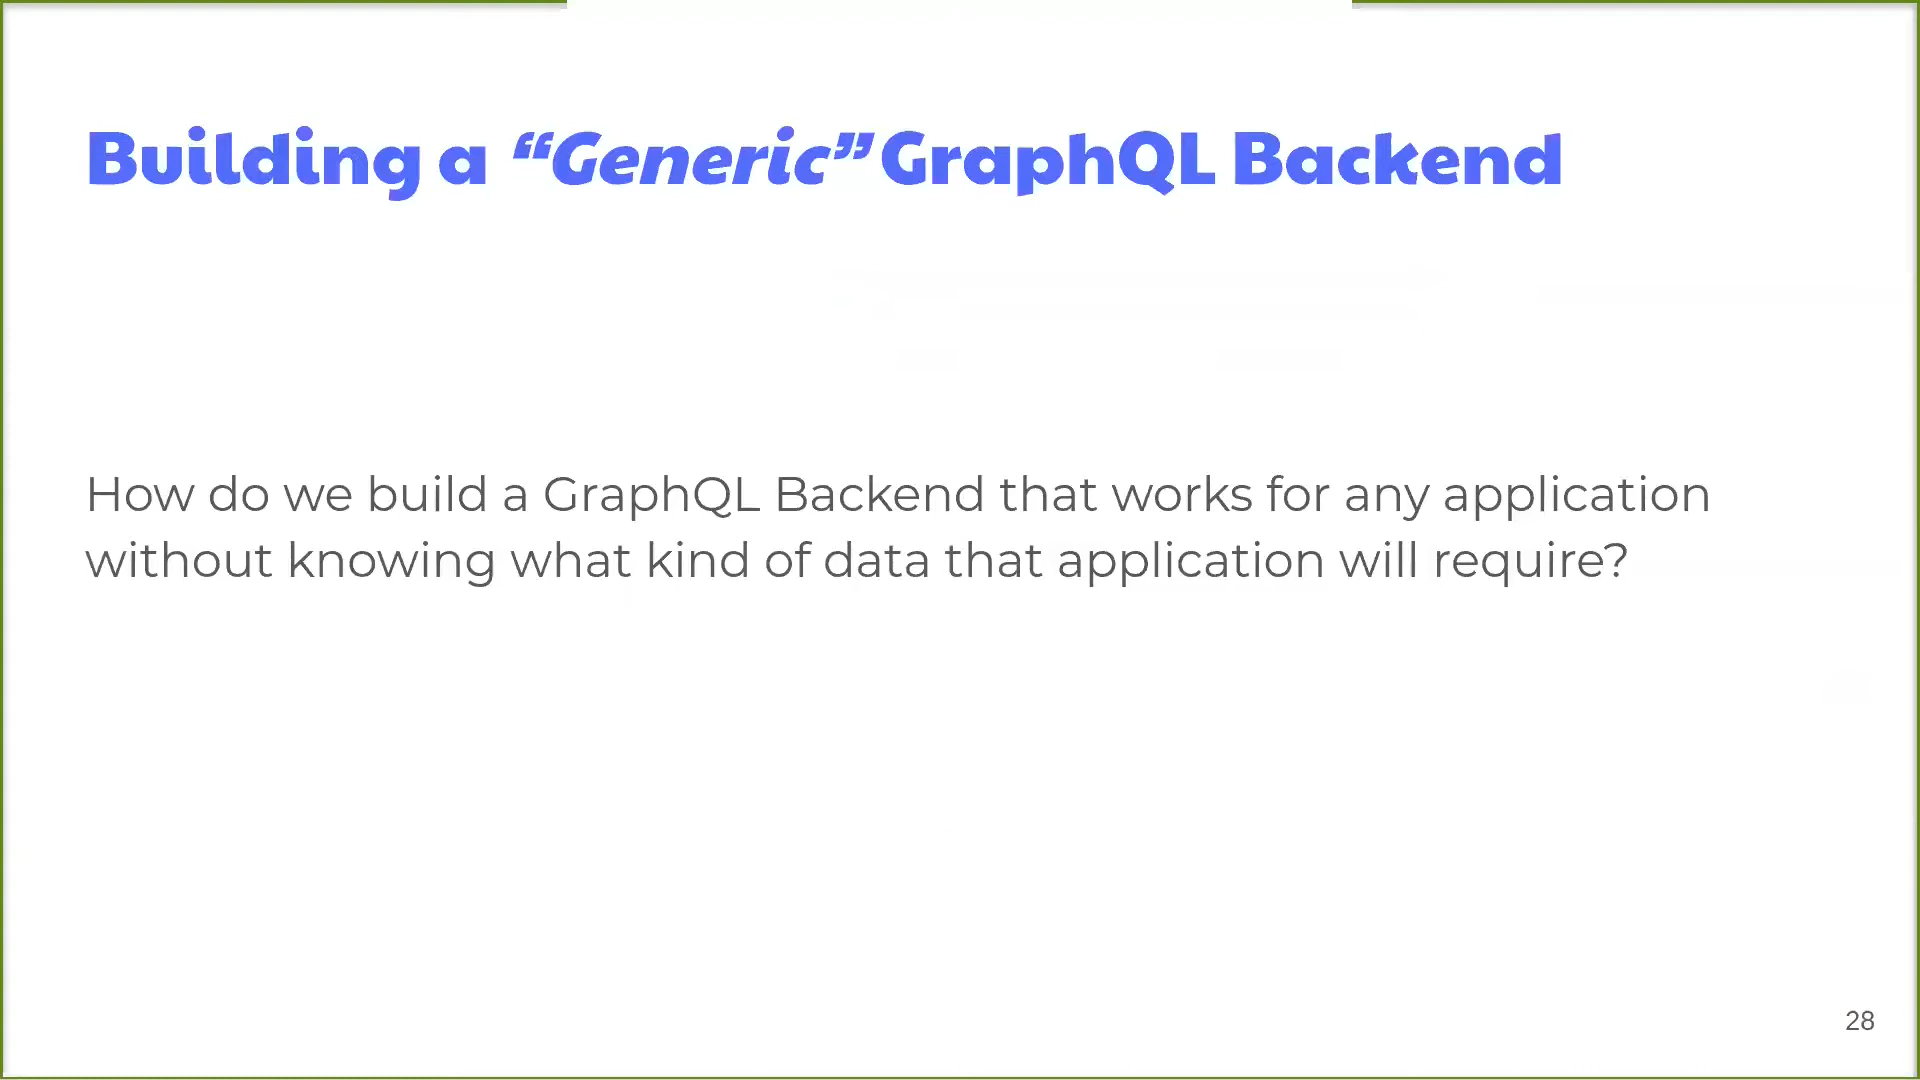 Building a “Generic” GraphQL Backend
How do we build a GraphQL Backend that works for any application
without knowing what kind of data that application will require?
28